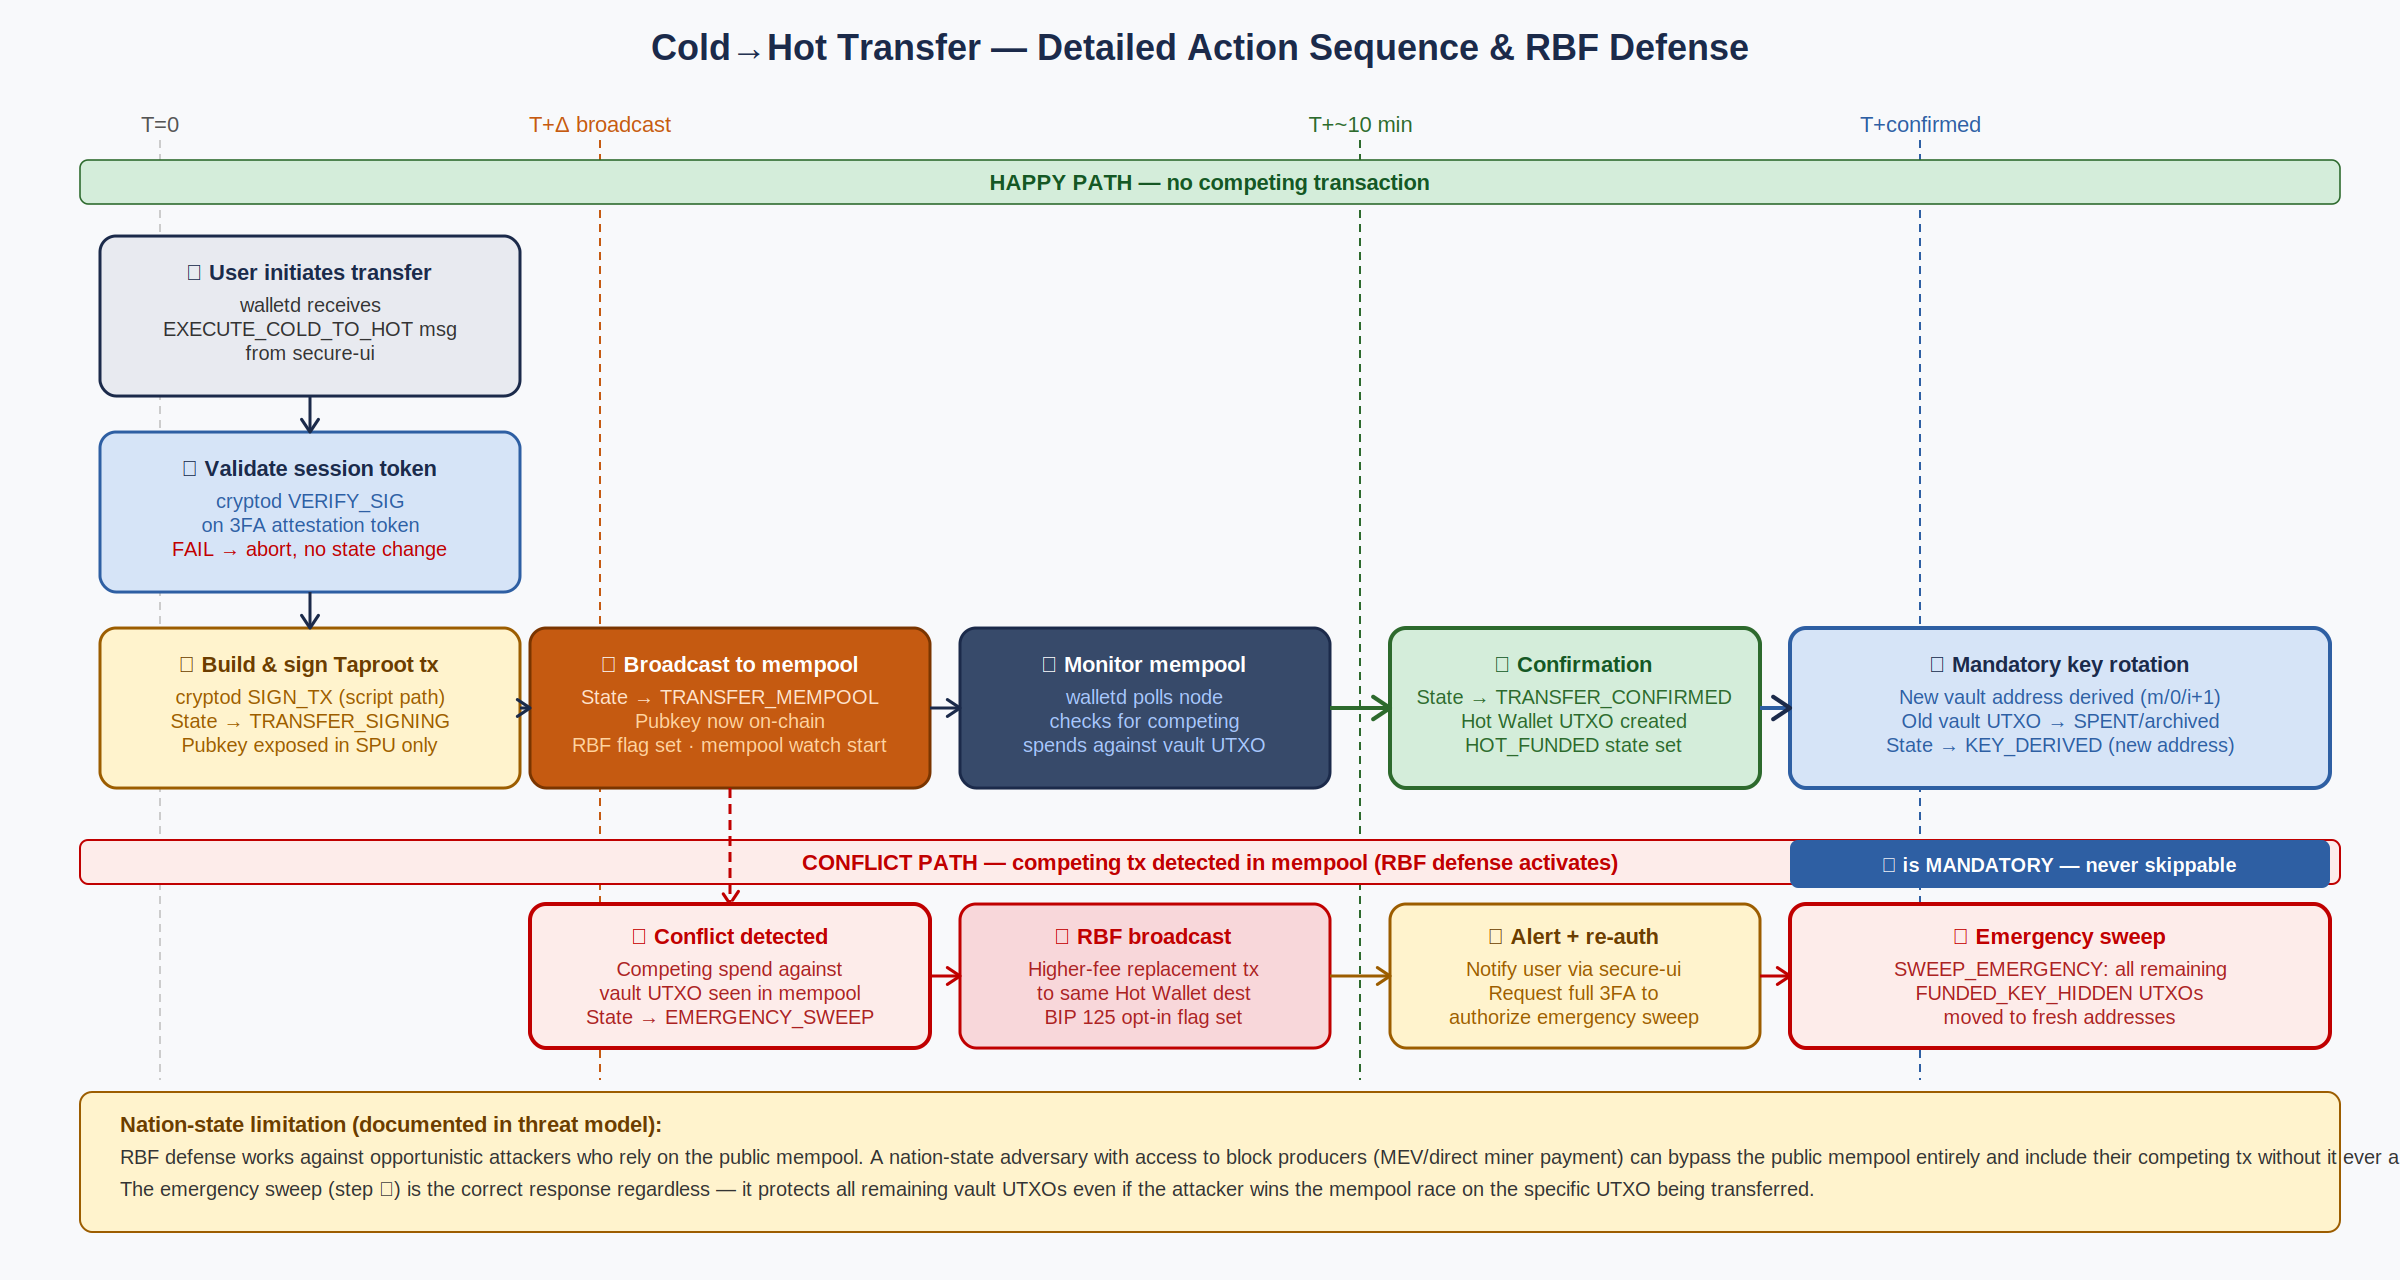 Cold→Hot Transfer — Detailed Action Sequence & RBF Defense
T=0
T+Δ broadcast
T+~10 min
T+confirmed
HAPPY PATH — no competing transaction
User initiates transfer
walletd receives
EXECUTE_COLD_TO_HOT msg
from secure-ui
Validate session token
cryptod VERIFY_SIG
on 3FA attestation token
FAIL → abort, no state change
Build & sign Taproot tx
cryptod SIGN_TX (script path)
State → TRANSFER_SIGNING
Pubkey exposed in SPU only
Broadcast to mempool
State → TRANSFER_MEMPOOL
Pubkey now on-chain
RBF flag set · mempool watch start
Monitor mempool
walletd polls node
checks for competing
spends against vault UTXO
Confirmation
State → TRANSFER_CONFIRMED
Hot Wallet UTXO created
HOT_FUNDED state set
Mandatory key rotation
New vault address derived (m/0/i+1)
Old vault UTXO → SPENT/archived
State → KEY_DERIVED (new address)
CONFLICT PATH — competing tx detected in mempool (RBF defense activates)
is MANDATORY — never skippable
Conflict detected
Competing spend against
vault UTXO seen in mempool
State → EMERGENCY_SWEEP
RBF broadcast
Higher-fee replacement tx
to same Hot Wallet dest
BIP 125 opt-in flag set
Alert + re-auth
Notify user via secure-ui
Request full 3FA to
authorize emergency sweep
Emergency sweep
SWEEP_EMERGENCY: all remaining
FUNDED_KEY_HIDDEN UTXOs
moved to fresh addresses
Nation-state limitation (documented in threat model):
RBF defense works against opportunistic attackers who rely on the public mempool. A nation-state adversary with access to block producers (MEV/direct miner payment) can bypass the public mempool entirely and include their competing tx without it ever
The emergency sweep (step ) is the correct response regardless — it protects all remaining vault UTXOs even if the attacker wins the mempool race on the specific UTXO being transferred.